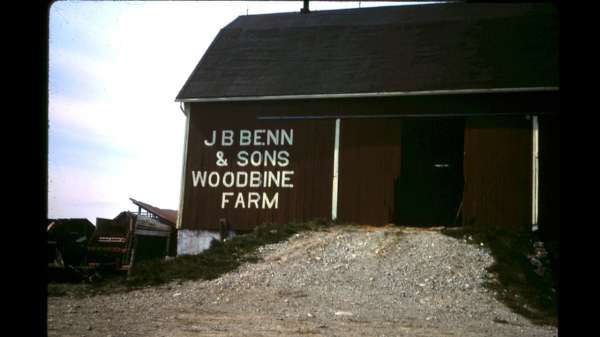 J B BENN
& SONS
WOODBINE
FARM